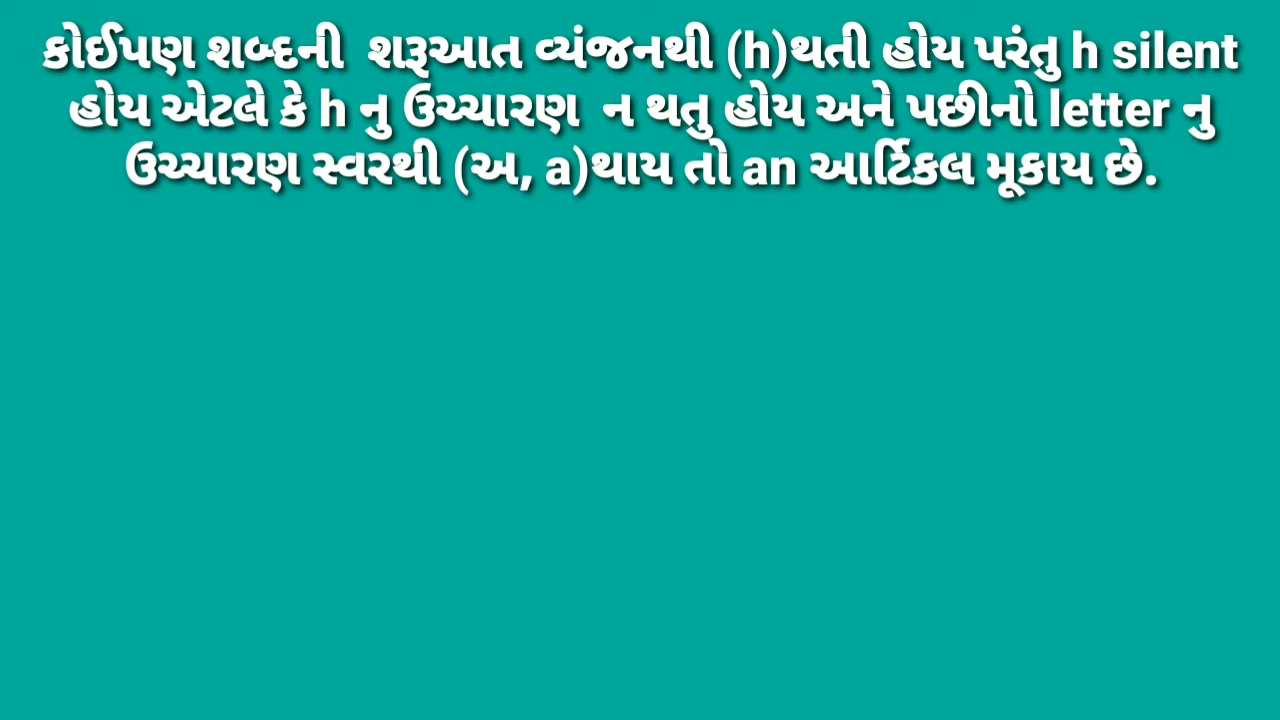 કોઈપણ શબ્દની શરૂઆત વ્યંજનથી (h)થતી હોય પરંતુ h silent
હોય એટલે કે h નુ ઉચ્ચારણ ન થતુ હોય અને પછીનો letter નુ
ઉચ્ચારણ સ્વરથી (અ, a)થાય તો an આર્ટિકલ મૂકાય છે.